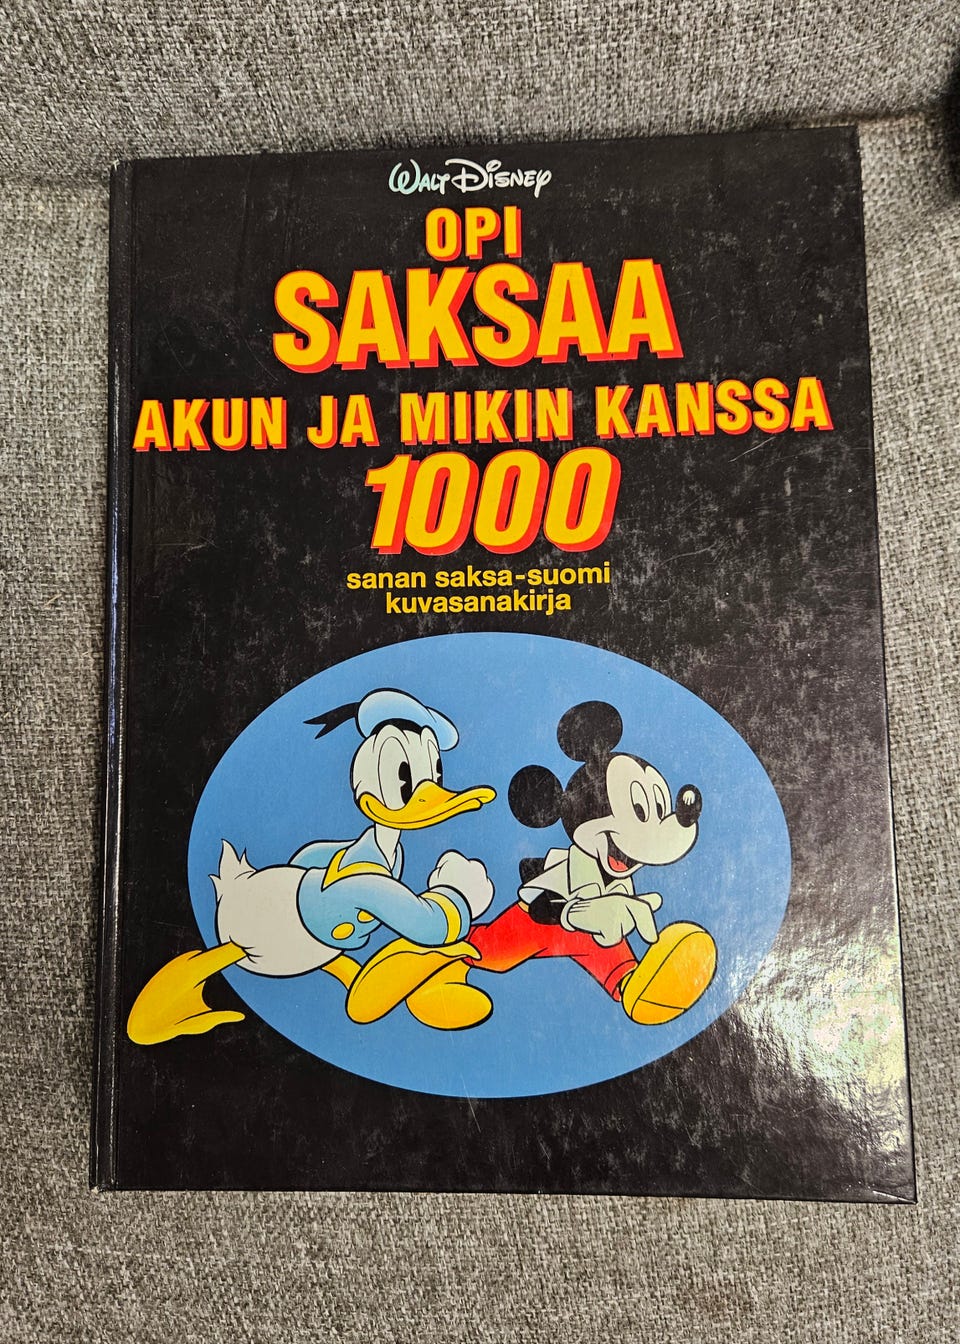 Walt Disney
OPI
SAKSAA
AKUN JA MIKIN KANSSA
1000
sanan saksa-suomi
kuvasanakirja